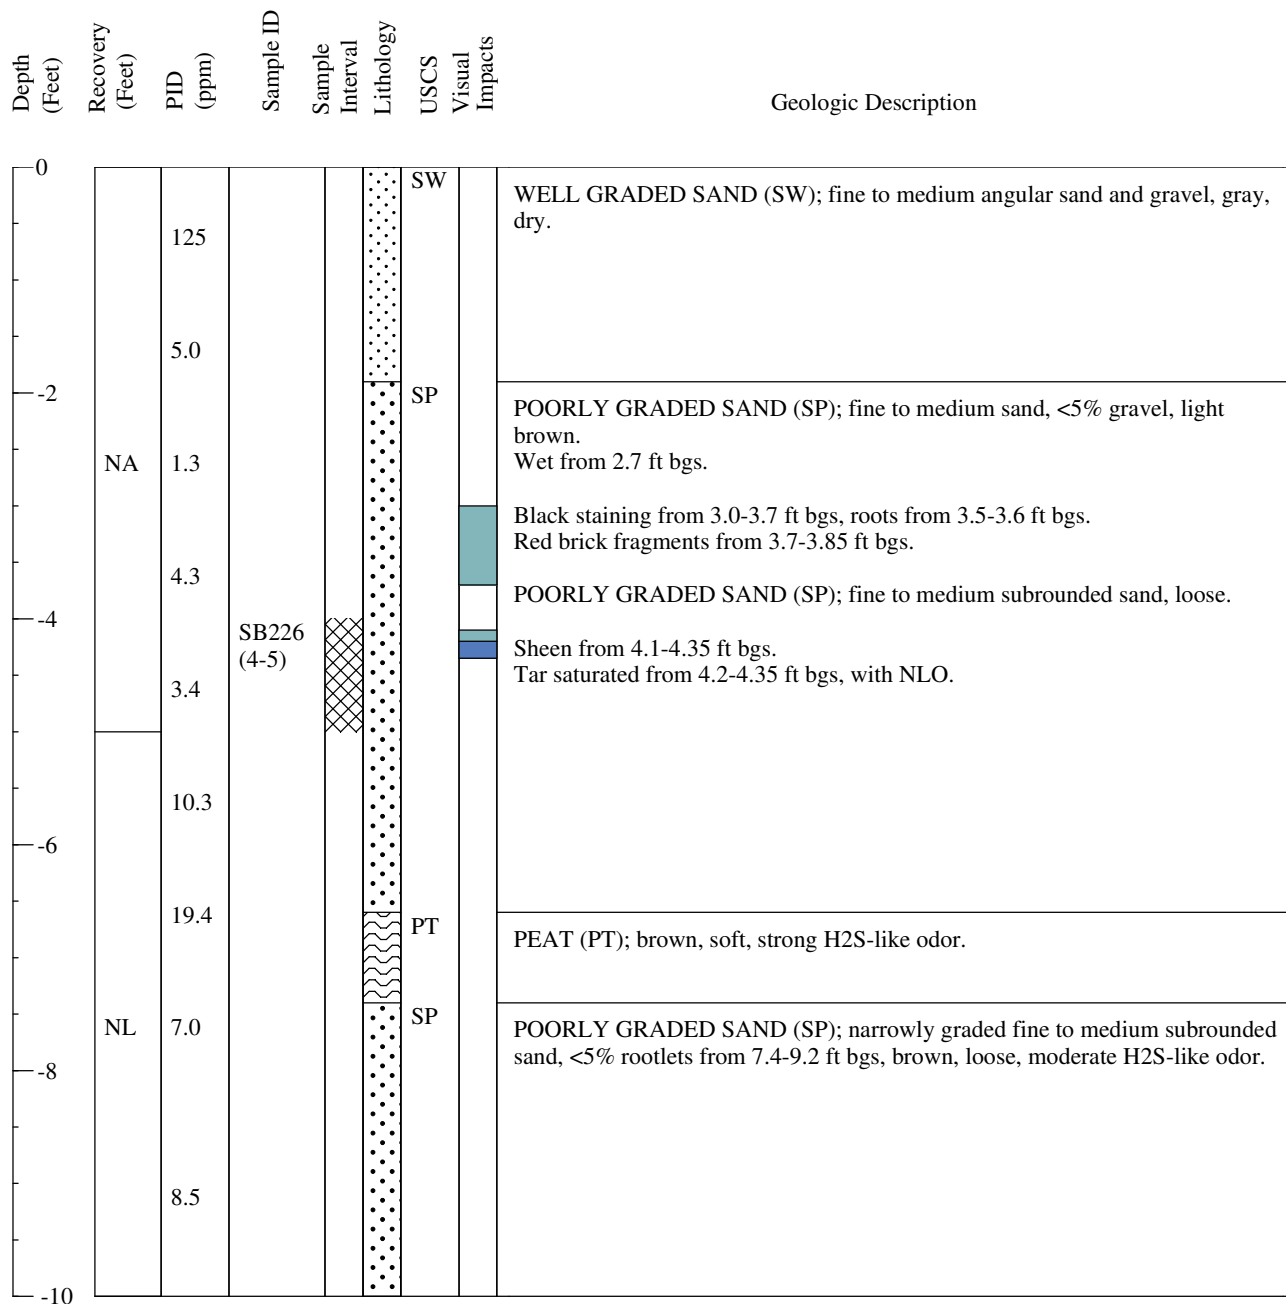 Depth
(Feet)
Recovery
(Feet)
PID
(ppm)
Sample ID
Sample
Interval
Lithology
USCS
Visual
Impacts
Geologic Description
0
SW
WELL GRADED SAND (SW); fine to medium angular sand and gravel, gray,
dry.
125
5.0
-2
SP
POORLY GRADED SAND (SP); fine to medium sand, <5% gravel, light
brown.
Wet from 2.7 ft bgs.
NA
1.3
Black staining from 3.0-3.7 ft bgs, roots from 3.5-3.6 ft bgs.
Red brick fragments from 3.7-3.85 ft bgs.
4.3
POORLY GRADED SAND (SP); fine to medium subrounded sand, loose.
-4
SB226
(4-5)
Sheen from 4.1-4.35 ft bgs.
Tar saturated from 4.2-4.35 ft bgs, with NLO.
3.4
10.3
-6
19.4
PT
PEAT (PT); brown, soft, strong H2S-like odor.
SP
NL
7.0
POORLY GRADED SAND (SP); narrowly graded fine to medium subrounded
sand, <5% rootlets from 7.4-9.2 ft bgs, brown, loose, moderate H2S-like odor.
-8
8.5
-10